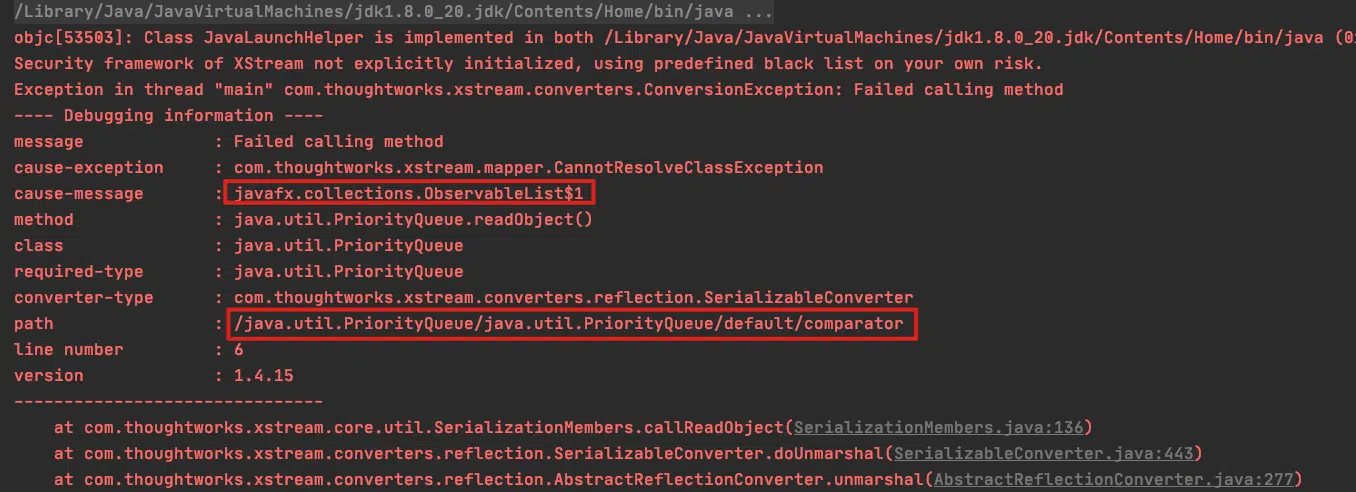 /Library/Java/JavaVirtualMachines/jdk1.8.0_20.jdk/Contents/Home/bin/java ...
objc[53503]: Class JavaLaunchHelper is implemented in both /Library/Java/JavaVirtualMachines/jdk1.8.0_20.jdk/Contents/Home/bin/java (0
Security framework of XStream not explicitly initialized, using predefined black list on your own risk.
Exception in thread "main" com.thoughtworks.xstream.converters.ConversionException: Failed calling method
---- Debugging information ----
message : Failed calling method
cause-exception : com.thoughtworks.xstream.mapper.CannotResolveClassException
cause-message : javafx.collections.ObservableList$1
method : java.util.PriorityQueue.readObject()
class : java.util.PriorityQueue
required-type : java.util.PriorityQueue
converter-type : com.thoughtworks.xstream.converters.reflection.SerializableConverter
path : /java.util.PriorityQueue/java.util.PriorityQueue/default/comparator
line number : 6
version : 1.4.15
-------------------------------
at com.thoughtworks.xstream.core.util.SerializationMembers.callReadObject(SerializationMembers.java:136)
at com.thoughtworks.xstream.converters.reflection.SerializableConverter.doUnmarshal(SerializableConverter.java:443)
at com.thoughtworks.xstream.converters.reflection.AbstractReflectionConverter.unmarshal(AbstractReflectionConverter.java:277)